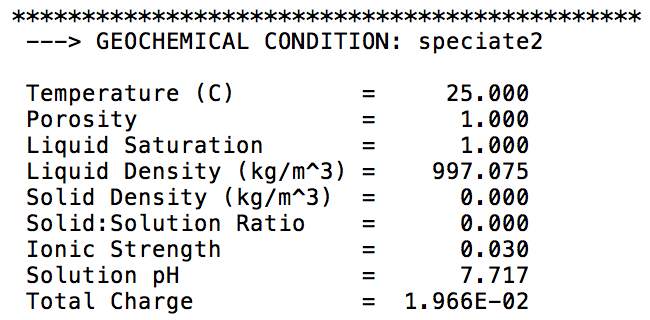 *********************************************
---> GEOCHEMICAL CONDITION: speciate2
Temperature (C) = 25.000
Porosity = 1.000
Liquid Saturation = 1.000
Liquid Density (kg/m^3) = 997.075
Solid Density (kg/m^3) = 0.000
Solid:Solution Ratio = 0.000
Ionic Strength = 0.030
Solution pH = 7.717
Total Charge = 1.966E-02